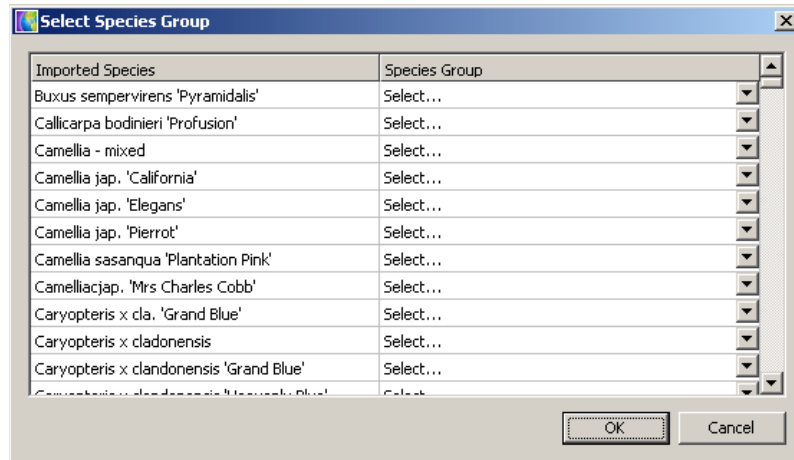 Select Species Group
Imported Species Species Group
Buxus sempervirens 'Pyramidalis' Select...
Callicarpa bodinieri 'Profusion' Select...
Camellia - mixed Select...
Camellia jap. 'California' Select...
Camellia jap. 'Elegans' Select...
Camellia jap. 'Pierrot' Select...
Camellia sasanqua 'Plantation Pink' Select...
Camelliacjap. 'Mrs Charles Cobb' Select...
Caryopteris x cla. 'Grand Blue' Select...
Caryopteris x cladonensis Select...
Caryopteris x clandonensis 'Grand Blue' Select...
OK Cancel